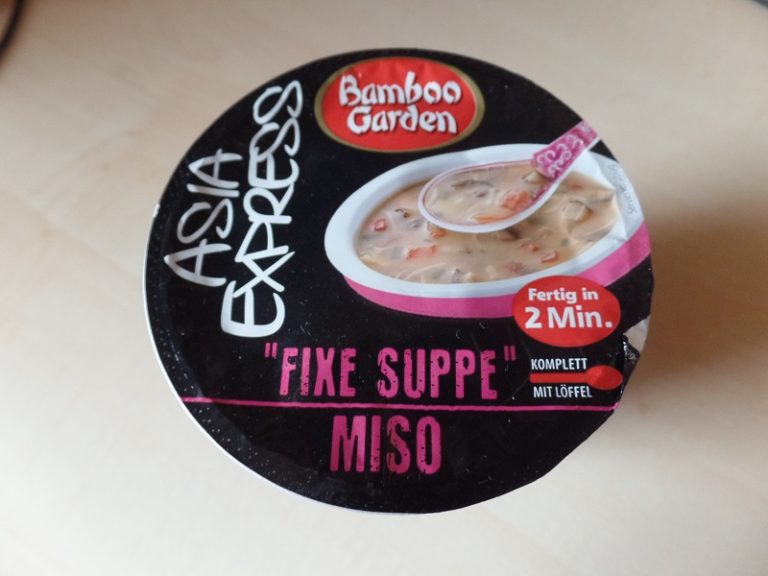 Bamboo
Garden
ASIA
EXPRESS
Fertig in
2 Min.
KOMPLETT
MIT LÖFFEL
"FIXE SUPPE"
MISO